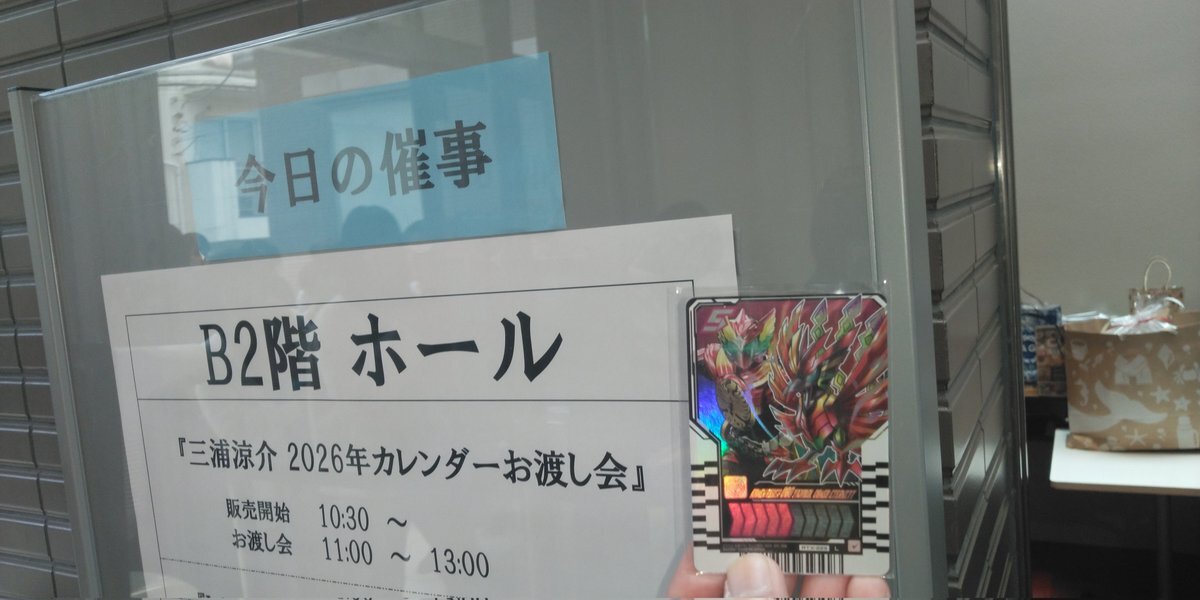 今日の催事
B2階 ホール
『三浦涼介 2026年カレンダーお渡し会』
販売開始 10:30 ～
お渡し会 11:00 ～ 13:00
5